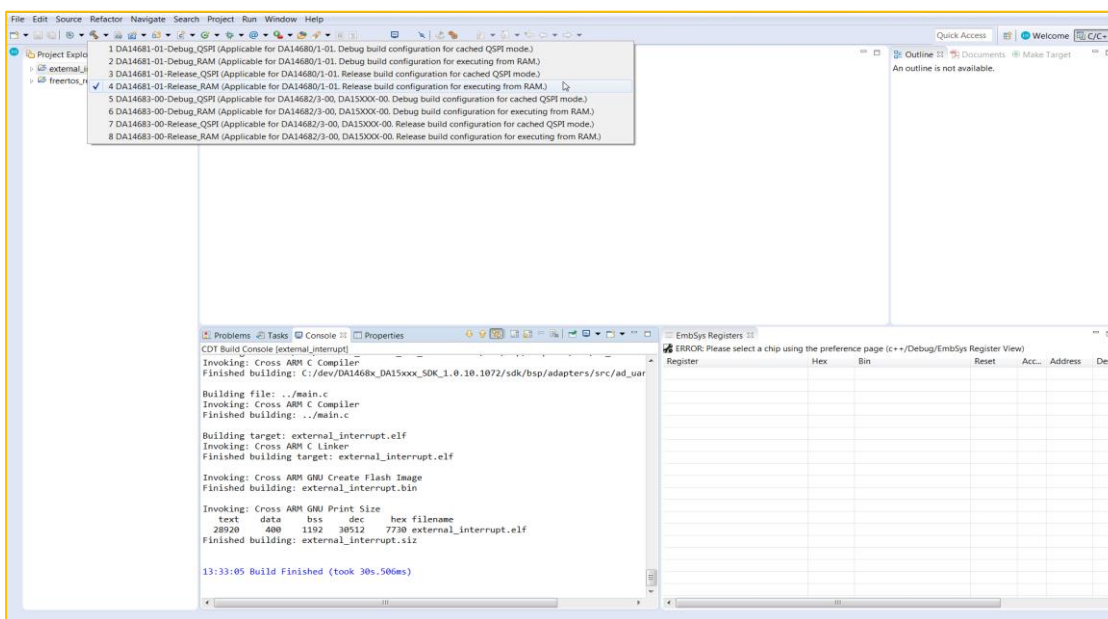 File Edit Source Refactor Navigate Search Project Run Window Help
Quick Access Welcome C/C+
1 DA14681-01-Debug_QSPI (Applicable for DA14680/1-01. Debug build configuration for cached QSPI mode.)
2 DA14681-01-Debug_RAM (Applicable for DA14680/1-01. Debug build configuration for executing from RAM.)
3 DA14681-01-Release_QSPI (Applicable for DA14680/1-01. Release build configuration for cached QSPI mode.)
4 DA14681-01-Release_RAM (Applicable for DA14680/1-01. Release build configuration for executing from RAM.)
5 DA14683-00-Debug_QSPI (Applicable for DA14682/3-00, DA15XXX-00. Debug build configuration for cached QSPI mode.)
6 DA14683-00-Debug_RAM (Applicable for DA14682/3-00, DA15XXX-00. Debug build configuration for executing from RAM.)
7 DA14683-00-Release_QSPI (Applicable for DA14682/3-00, DA15XXX-00. Release build configuration for cached QSPI mode.)
8 DA14683-00-Release_RAM (Applicable for DA14682/3-00, DA15XXX-00. Release build configuration for executing from RAM.)
Project Explo
external_i
freertos_r
Outline Documents Make Target
An outline is not available.
Problems Tasks Console Properties
CDT Build Console [external_interrupt]
Invoking: Cross ARM C Compiler
Finished building: C:/dev/DA1468x_DA15xxx_SDK_1.0.10.1072/sdk/bsp/adapters/src/ad_uar
Building file: ../main.c
Invoking: Cross ARM C Compiler
Finished building: ../main.c
Building target: external_interrupt.elf
Invoking: Cross ARM C Linker
Finished building target: external_interrupt.elf
Invoking: Cross ARM GNU Create Flash Image
Finished building: external_interrupt.bin
Invoking: Cross ARM GNU Print Size
text data bss dec hex filename
28920 400 1192 30512 7730 external_interrupt.elf
Finished building: external_interrupt.siz
13:33:05 Build Finished (took 30s.506ms)
EmbSys Registers
ERROR: Please select a chip using the preference page (c++/Debug/EmbSys Register View)
Register Hex Bin Reset Acc... Address De